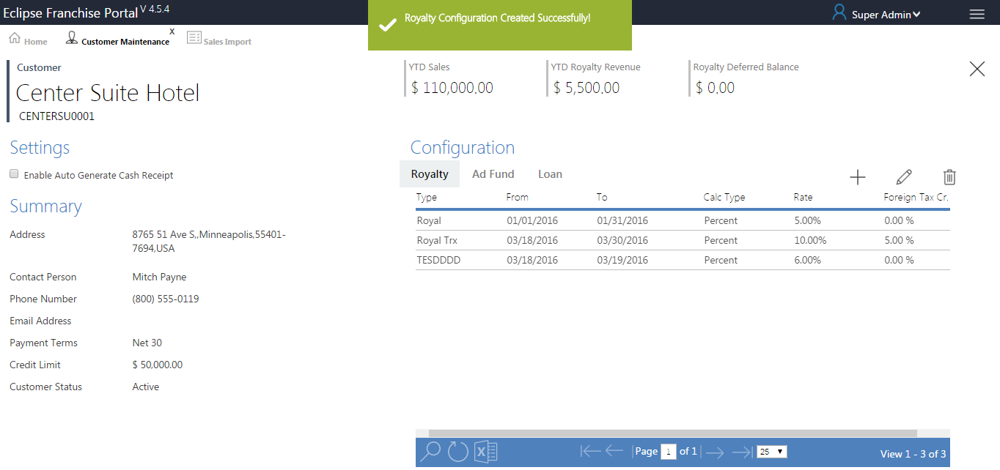 Eclipse Franchise Portal V 4.5.4
Royalty Configuration Created Successfully!
Super Admin
Home
Customer Maintenance
X
Sales Import
Customer
Center Suite Hotel
CENTERSU0001
YTD Sales
$ 110,000.00
YTD Royalty Revenue
$ 5,500.00
Royalty Deferred Balance
$ 0.00
Settings
Enable Auto Generate Cash Receipt
Summary
Address 8765 51 Ave S,,Minneapolis,55401-
7694,USA
Contact Person Mitch Payne
Phone Number (800) 555-0119
Email Address
Payment Terms Net 30
Credit Limit $ 50,000.00
Customer Status Active
Configuration
Royalty Ad Fund Loan
Type From To Calc Type Rate Foreign Tax Cr.
Royal 01/01/2016 01/31/2016 Percent 5.00% 0.00 %
Royal Trx 03/18/2016 03/30/2016 Percent 10.00% 5.00 %
TESDDDD 03/18/2016 03/19/2016 Percent 6.00% 0.00 %
X Page 1 of 1 25 View 1 - 3 of 3